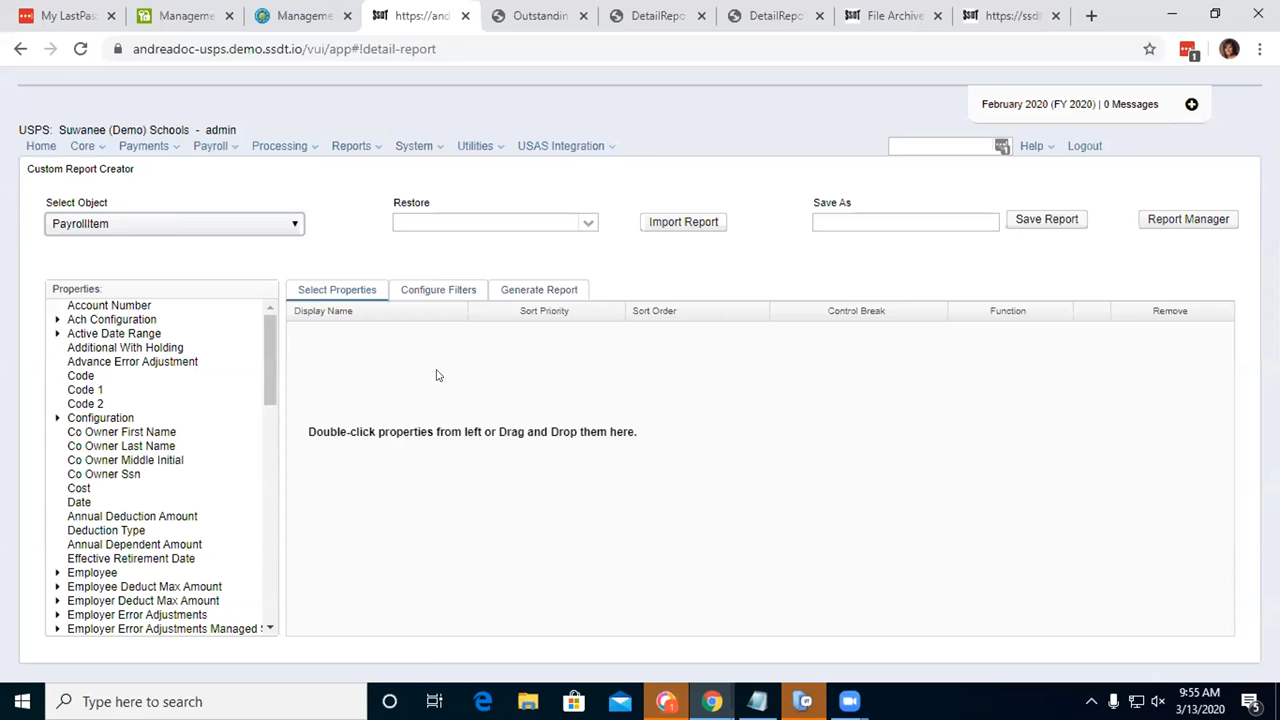 My LastPas
Manageme
Manageme
SSDT
https://and
Outstandin
DetailRepo
DetailRepo
SSDT
File Archive
SSDT
https://ssd
andreadoc-usps.demo.ssdt.io/vui/app#!detail-report
1
February 2020 (FY 2020) | 0 Messages
USPS: Suwanee (Demo) Schools - admin
Home
Core
Payments
Payroll
Processing
Reports
System
Utilities
USAS Integration
Help
Logout
Custom Report Creator
Select Object
Restore
Save As
PayrollItem
Import Report
Save Report
Report Manager
Properties:
Select Properties
Configure Filters
Generate Report
Display Name
Sort Priority
Sort Order
Control Break
Function
Remove
Account Number
Ach Configuration
Active Date Range
Additional With Holding
Advance Error Adjustment
Code
Code 1
Code 2
Configuration
Co Owner First Name
Co Owner Last Name
Co Owner Middle Initial
Co Owner Ssn
Cost
Date
Annual Deduction Amount
Deduction Type
Annual Dependent Amount
Effective Retirement Date
Employee
Employee Deduct Max Amount
Employer Deduct Max Amount
Employer Error Adjustments
Employer Error Adjustments Managed
Double-click properties from left or Drag and Drop them here.
Type here to search
9:55 AM
3/13/2020
5